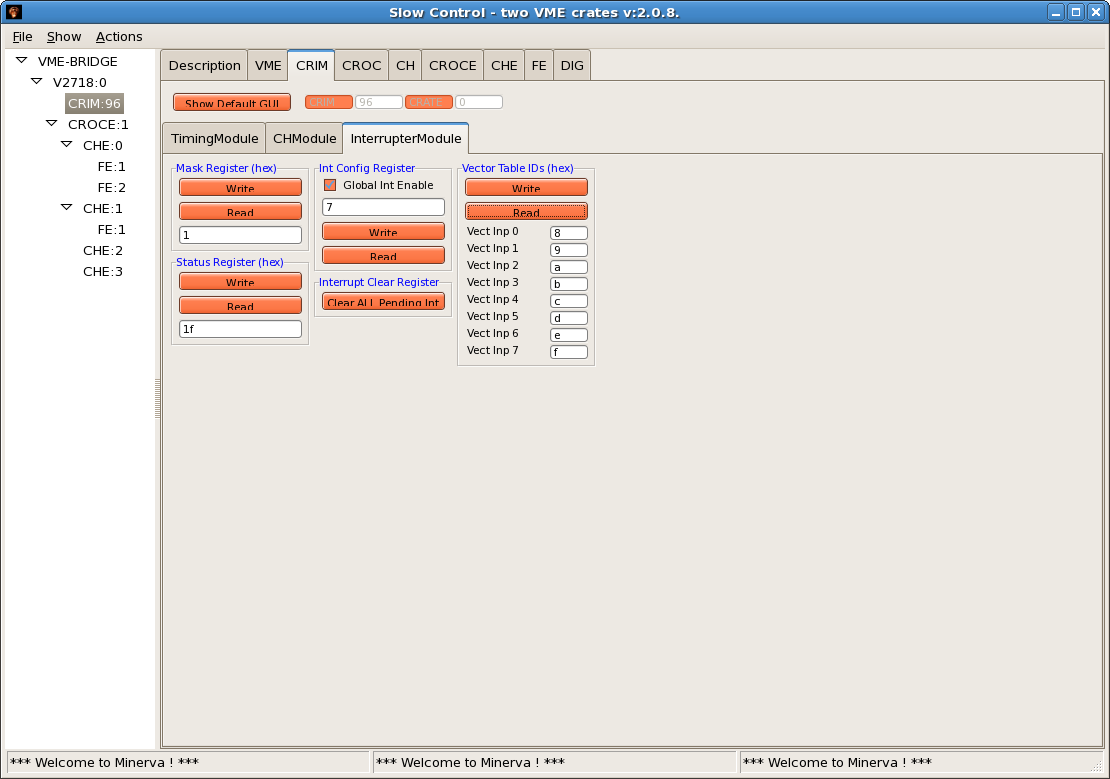 Slow Control - two VME crates v:2.0.8.
File Show Actions
VME-BRIDGE
V2718:0
CRIM:96
CROCE:1
CHE:0
FE:1
FE:2
CHE:1
FE:1
CHE:2
CHE:3
Description VME CRIM CROC CH CROCE CHE FE DIG
Show Default GUI CRIM 96 CRATE 0
TimingModule CHModule InterrupterModule
Mask Register (hex)
Write
Read
1
Status Register (hex)
Write
Read
1f
Int Config Register
Global Int Enable
7
Write
Read
Interrupt Clear Register
Clear ALL Pending Int
Vector Table IDs (hex)
Write
Read
Vect Inp 0 8
Vect Inp 1 9
Vect Inp 2 a
Vect Inp 3 b
Vect Inp 4 c
Vect Inp 5 d
Vect Inp 6 e
Vect Inp 7 f
*** Welcome to Minerva ! *** *** Welcome to Minerva ! *** *** Welcome to Minerva ! ***